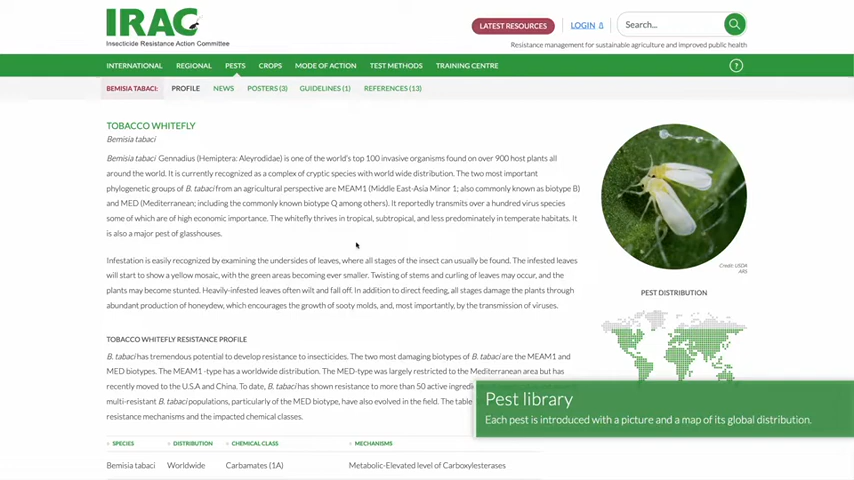 IRAC
Insecticide Resistance Action Committee
LATEST RESOURCES
LOGIN
Search...
Resistance management for sustainable agriculture and improved public health
INTERNATIONAL REGIONAL PESTS CROPS MODE OF ACTION TEST METHODS TRAINING CENTRE ?
BEMISIA TABACI: PROFILE NEWS POSTERS (3) GUIDELINES (1) REFERENCES (13)
TOBACCO WHITEFLY
Bemisia tabaci
Bemisia tabaci Gennadius (Hemiptera: Aleyrodidae) is one of the world's top 100 invasive organisms found on over 900 host plants all
around the world. It is currently recognized as a complex of cryptic species with world wide distribution. The two most important
phylogenetic groups of B. tabaci from an agricultural perspective are MEAM1 (Middle East-Asia Minor 1; also commonly known as biotype B)
and MED (Mediterranean; including the commonly known biotype Q among others). It reportedly transmits over a hundred virus species
some of which are of high economic importance. The whitefly thrives in tropical, subtropical, and less predominately in temperate habitats. It
is also a major pest of glasshouses.
Infestation is easily recognized by examining the undersides of leaves, where all stages of the insect can usually be found. The infested leaves
will start to show a yellow mosaic, with the green areas becoming ever smaller. Twisting of stems and curling of leaves may occur, and the
plants may become stunted. Heavily-infested leaves often wilt and fall off. In addition to direct feeding, all stages damage the plants through
abundant production of honeydew, which encourages the growth of sooty molds, and, most importantly, by the transmission of viruses.
Credit: USDA
ARS
PEST DISTRIBUTION
TOBACCO WHITEFLY RESISTANCE PROFILE
B. tabaci has tremendous potential to develop resistance to insecticides. The two most damaging biotypes of B. tabaci are the MEAM1 and
MED biotypes. The MEAM1 -type has a worldwide distribution. The MED-type was largely restricted to the Mediterranean area but has
recently moved to the U.S.A and China. To date, B. tabaci has shown resistance to more than 50 active ingredi
multi-resistant B. tabaci populations, particularly of the MED biotype, have also evolved in the field. The table
resistance mechanisms and the impacted chemical classes.
Pest library
Each pest is introduced with a picture and a map of its global distribution.
SPECIES DISTRIBUTION CHEMICAL CLASS MECHANISMS
Bemisia tabaci Worldwide Carbamates (1A) Metabolic-Elevated level of Carboxylesterases